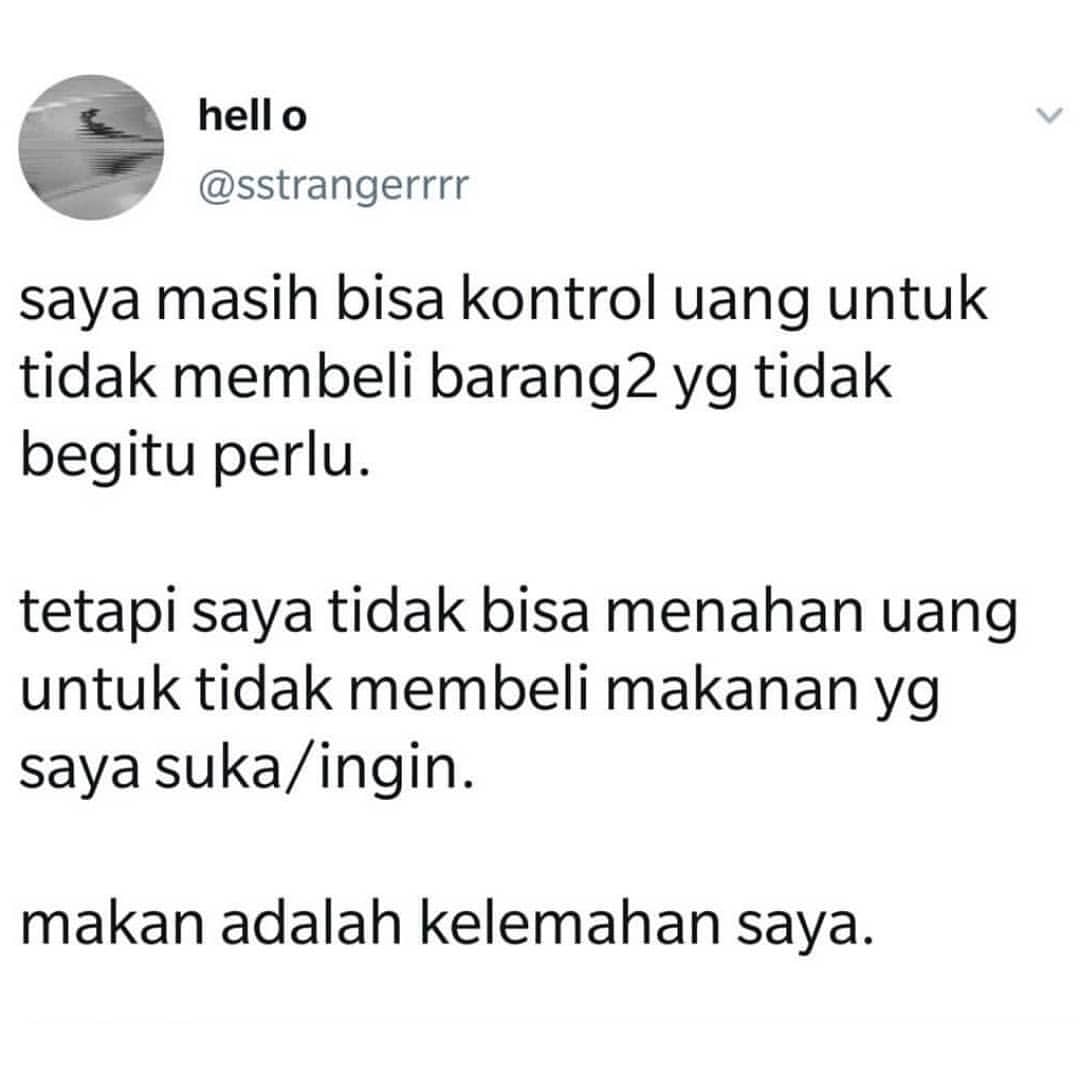 hell o
@sstrangerrrr
saya masih bisa kontrol uang untuk
tidak membeli barang2 yg tidak
begitu perlu.
tetapi saya tidak bisa menahan uang
untuk tidak membeli makanan yg
saya suka/ingin.
makan adalah kelemahan saya.